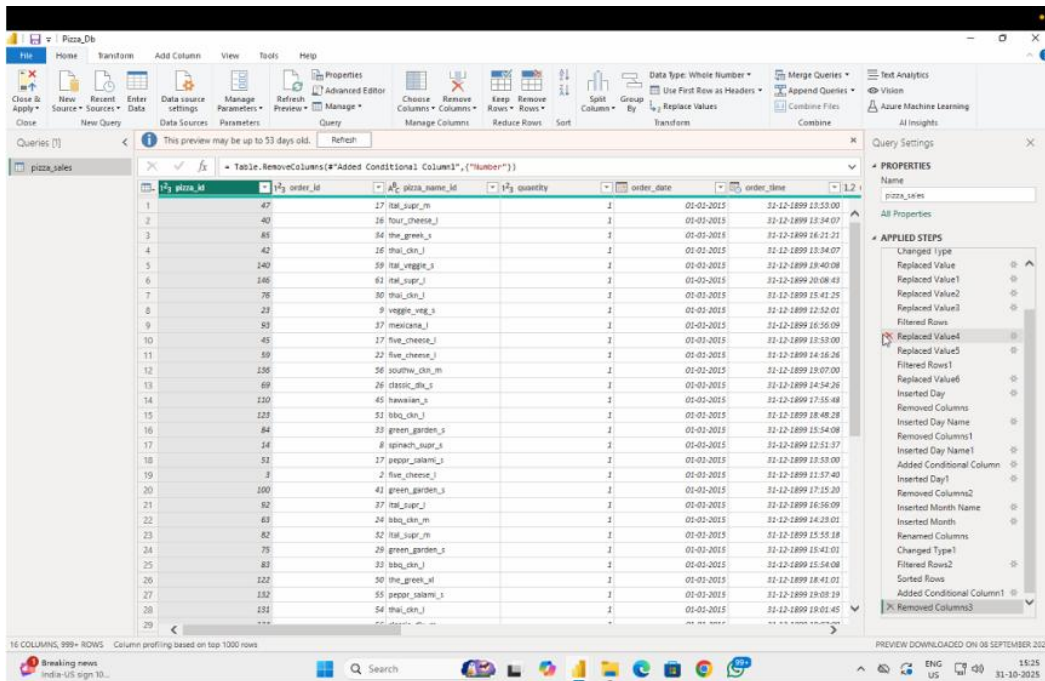 Pizza_Db
File Home Transform Add Column View Tools Help
Close & Apply
New Source
Recent Sources
Enter Data
Data source settings
Manage Parameters
Refresh Preview
Properties
Advanced Editor
Manage
Choose Columns
Remove Columns
Keep Rows
Remove Rows
Split Column
Group By
Data Type: Whole Number
Use First Row as Headers
Replace Values
Merge Queries
Append Queries
Combine Files
Text Analytics
Vision
Azure Machine Learning
Close New Query Data Sources Parameters Query Manage Columns Reduce Rows Sort Transform Combine AI Insights
Queries [1]
pizza_sales
This preview may be up to 53 days old. Refresh
= Table.RemoveColumns(#"Added Conditional Column1",{"Number"})
pizza_id order_id pizza_name_id quantity order_date order_time 1.2
1 47 17 ital_supr_m 1 01-01-2015 31-12-1899 13:53:00
2 40 16 four_cheese_l 1 01-01-2015 31-12-1899 13:34:07
3 85 34 the_greek_s 1 01-01-2015 31-12-1899 16:21:21
4 42 16 thai_ckn_l 1 01-01-2015 31-12-1899 13:34:07
5 140 59 ital_veggie_s 1 01-01-2015 31-12-1899 19:40:08
6 146 61 ital_supr_l 1 01-01-2015 31-12-1899 20:08:43
7 76 30 thai_ckn_l 1 01-01-2015 31-12-1899 15:41:25
8 23 9 veggie_veg_s 1 01-01-2015 31-12-1899 12:52:01
9 93 37 mexicana_l 1 01-01-2015 31-12-1899 16:56:09
10 45 17 five_cheese_l 1 01-01-2015 31-12-1899 13:53:00
11 59 22 five_cheese_l 1 01-01-2015 31-12-1899 14:16:26
12 136 56 southw_ckn_m 1 01-01-2015 31-12-1899 19:07:00
13 69 26 classic_dlx_s 1 01-01-2015 31-12-1899 14:54:26
14 110 45 hawaiian_s 1 01-01-2015 31-12-1899 17:55:48
15 123 51 bbq_ckn_l 1 01-01-2015 31-12-1899 18:48:28
16 84 33 green_garden_s 1 01-01-2015 31-12-1899 15:54:08
17 14 8 spinach_supr_s 1 01-01-2015 31-12-1899 12:51:37
18 51 17 peppr_salami_s 1 01-01-2015 31-12-1899 13:53:00
19 3 2 five_cheese_l 1 01-01-2015 31-12-1899 11:57:40
20 100 41 green_garden_s 1 01-01-2015 31-12-1899 17:15:20
21 92 37 ital_supr_l 1 01-01-2015 31-12-1899 16:56:09
22 63 24 bbq_ckn_m 1 01-01-2015 31-12-1899 14:23:01
23 82 32 ital_supr_m 1 01-01-2015 31-12-1899 15:55:18
24 75 29 green_garden_s 1 01-01-2015 31-12-1899 15:41:01
25 83 33 bbq_ckn_l 1 01-01-2015 31-12-1899 15:54:08
26 122 50 the_greek_xl 1 01-01-2015 31-12-1899 18:41:01
27 132 55 peppr_salami_s 1 01-01-2015 31-12-1899 19:03:19
28 131 54 thai_ckn_l 1 01-01-2015 31-12-1899 19:01:45
29
Query Settings
PROPERTIES
Name
pizza_sales
All Properties
APPLIED STEPS
Changed Type
Replaced Value
Replaced Value1
Replaced Value2
Replaced Value3
Filtered Rows
Replaced Value4
Replaced Value5
Filtered Rows1
Replaced Value6
Inserted Day
Removed Columns
Inserted Day Name
Removed Columns1
Inserted Day Name1
Added Conditional Column
Inserted Day1
Removed Columns2
Inserted Month Name
Inserted Month
Renamed Columns
Changed Type1
Filtered Rows2
Sorted Rows
Added Conditional Column1
Removed Columns3
16 COLUMNS, 999+ ROWS Column profiling based on top 1000 rows
PREVIEW DOWNLOADED ON 08 SEPTEMBER 202
Breaking news
India-US sign 10...
Search
99+
ENG
US
15:25
31-10-2025